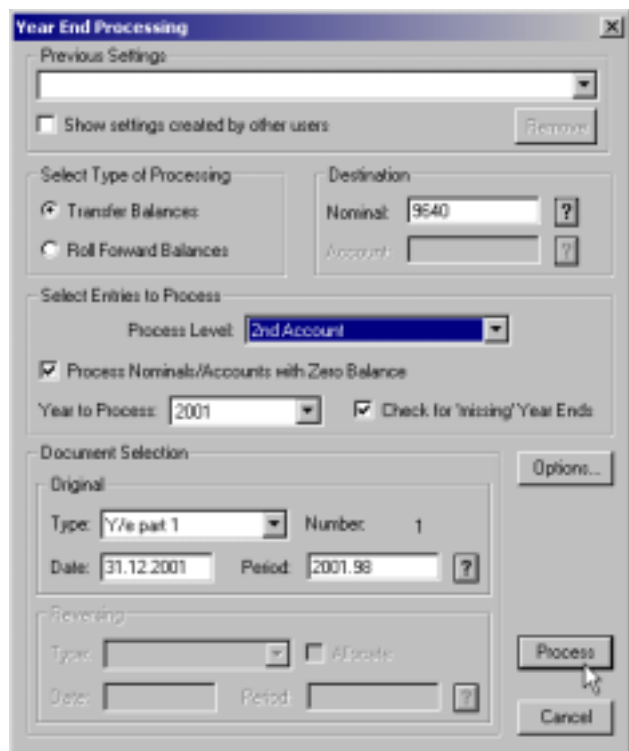 Year End Processing
Previous Settings
Show settings created by other users
Remove
Select Type of Processing
Destination
Transfer Balances
Nominal: 9640 ?
Roll Forward Balances
Account: ?
Select Entries to Process
Process Level: 2nd Account
Process Nominals/Accounts with Zero Balance
Year to Process: 2001
Check for 'missing' Year Ends
Document Selection
Options...
Original
Type: Y/e part 1
Number: 1
Date: 31.12.2001
Period: 2001.98 ?
Reversing
Type:
Allocate
Process
Date:
Period: ?
Cancel